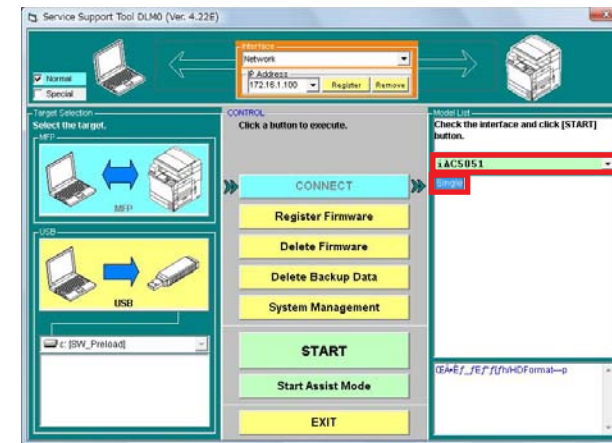 Service Support Tool DLM0 (Ver. 4.22E)
Interface
Network
IP Address
172.16.1.100
Register
Remove
Normal
Special
Target Selection
Select the target.
MFP
MFP
USB
USB
c: [SW_Preload]
CONTROL
Click a button to execute.
CONNECT
Register Firmware
Delete Firmware
Delete Backup Data
System Management
START
Start Assist Mode
EXIT
Model List
Check the interface and click [START]
button.
iAC5051
Single